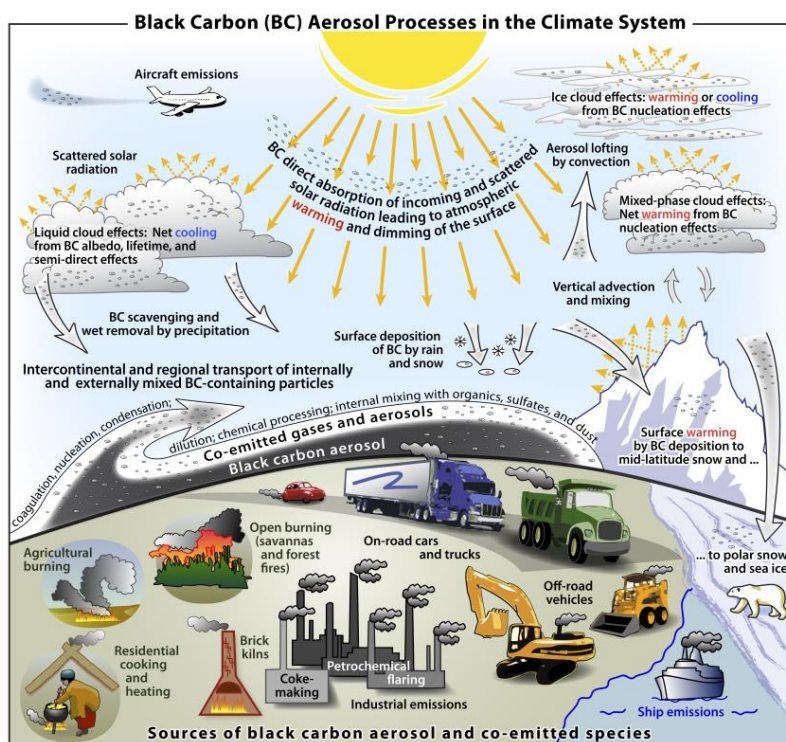 Black Carbon (BC) Aerosol Processes in the Climate System
Aircraft emissions
Ice cloud effects: warming or cooling
from BC nucleation effects
Scattered solar
radiation
BC direct absorption of incoming and scattered
solar radiation leading to atmospheric
warming and dimming of the surface
Aerosol lofting
by convection
Liquid cloud effects: Net cooling
from BC albedo, lifetime, and
semi-direct effects
Mixed-phase cloud effects:
Net warming from BC
nucleation effects
BC scavenging and
wet removal by precipitation
Vertical advection
and mixing
Surface deposition
of BC by rain
and snow
Intercontinental and regional transport of internally
and externally mixed BC-containing particles
coagulation, nucleation, condensation;
dilution; chemical processing; internal mixing with organics, sulfates, and dust
Co-emitted gases and aerosols
Black carbon aerosol
Surface warming
by BC deposition to
mid-latitude snow and ...
... to polar snow
and sea ice
Agricultural
burning
Open burning
(savannas
and forest
fires)
On-road cars
and trucks
Off-road
vehicles
Residential
cooking
and
heating
Brick
kilns
Coke-
making
Petrochemical
flaring
Industrial emissions
Ship emissions
Sources of black carbon aerosol and co-emitted species